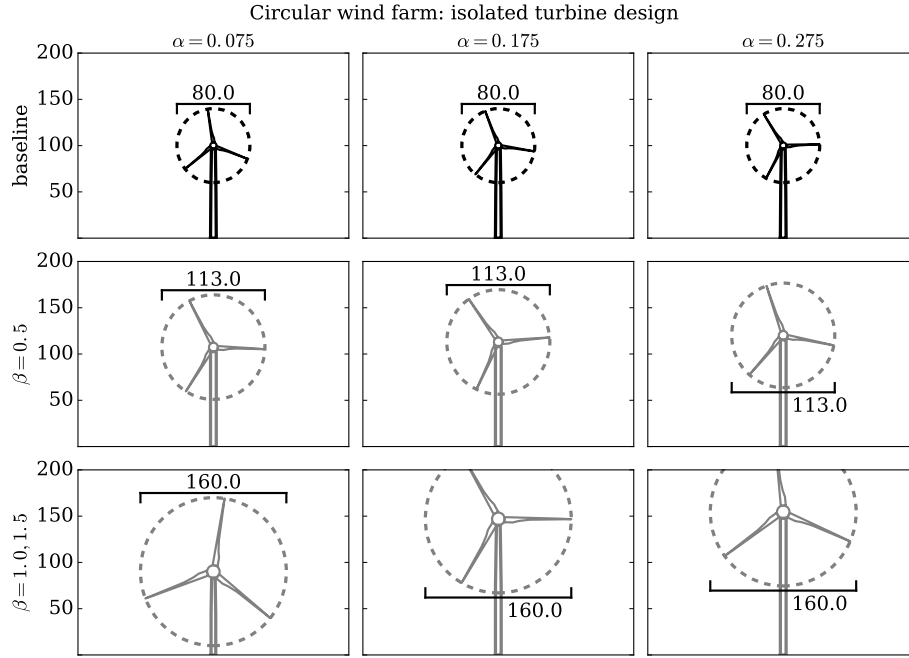 Circular wind farm: isolated turbine design
α = 0.075 α = 0.175 α = 0.275
baseline
200
150
100
50
80.0 80.0 80.0
β = 0.5
200
150
100
50
113.0 113.0 113.0
β = 1.0, 1.5
200
150
100
50
160.0 160.0 160.0